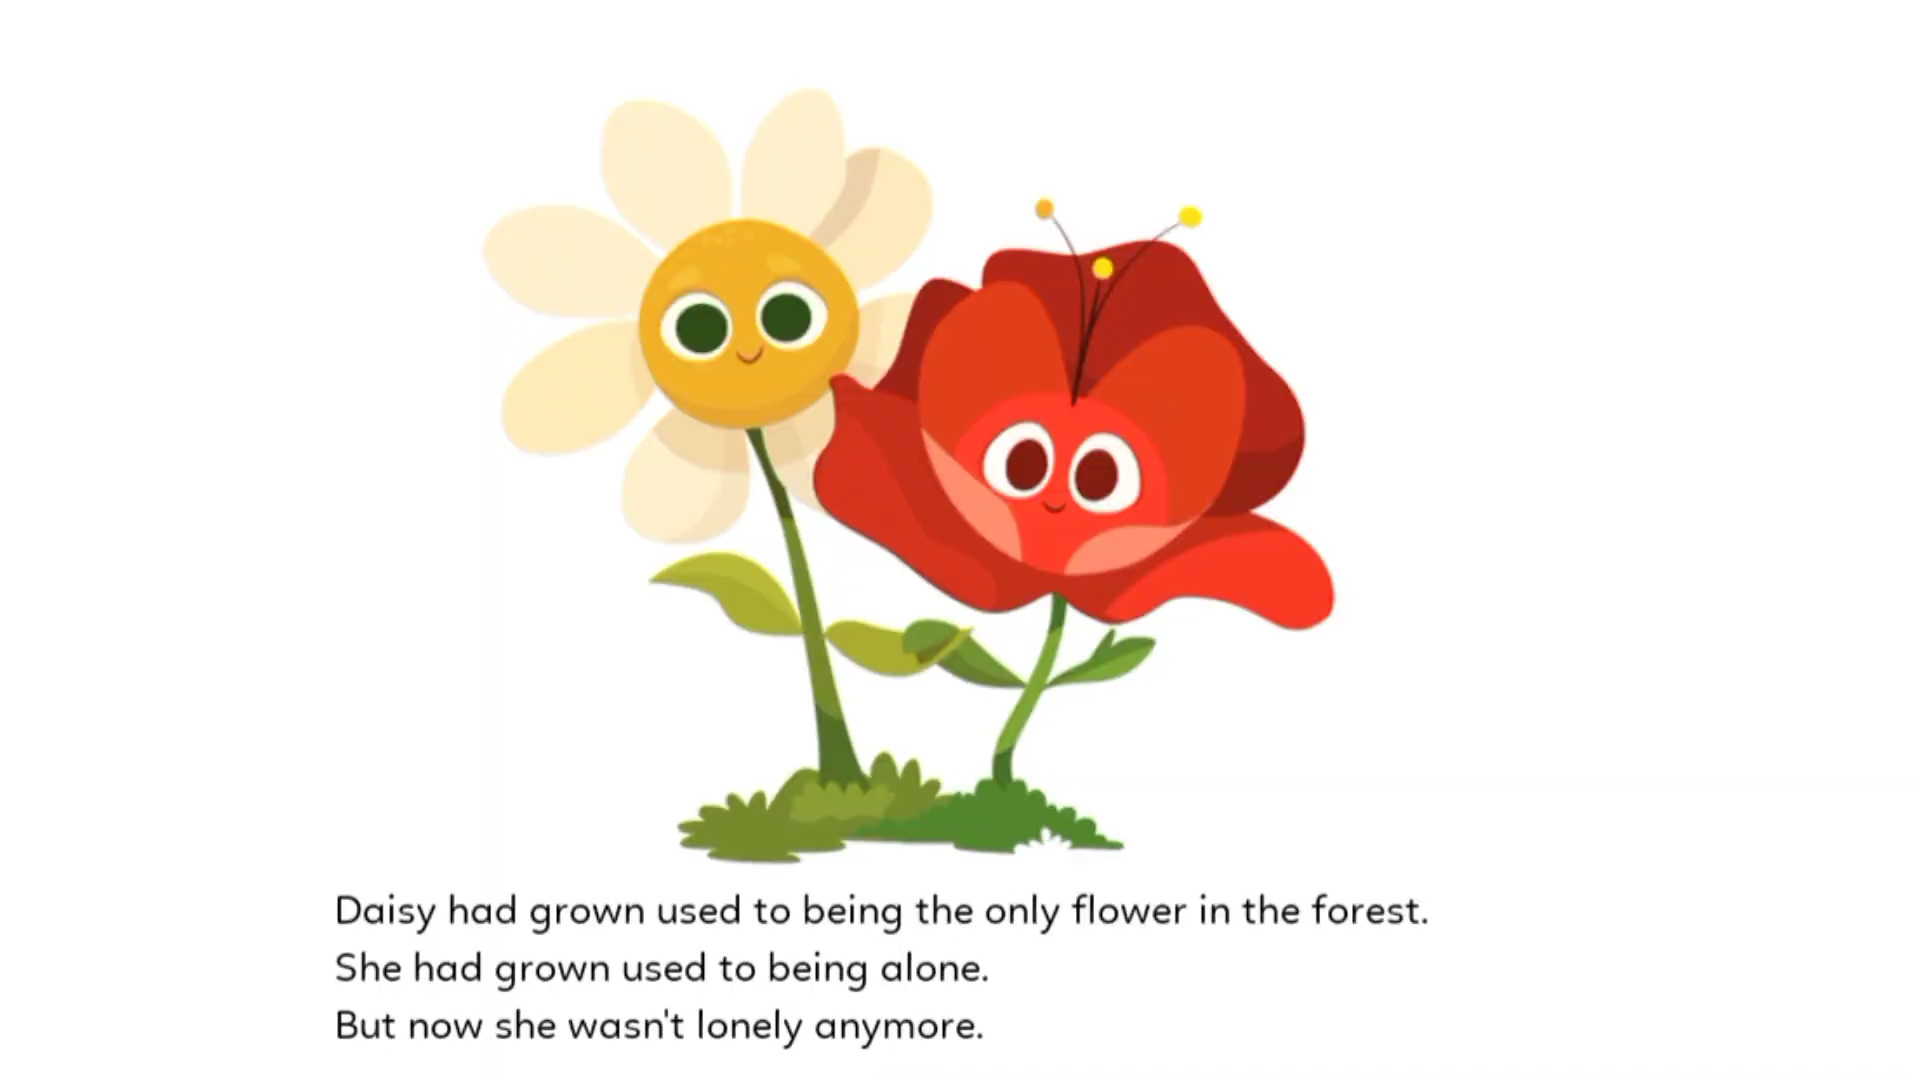 Daisy had grown used to being the only flower in the forest.
She had grown used to being alone.
But now she wasn't lonely anymore.